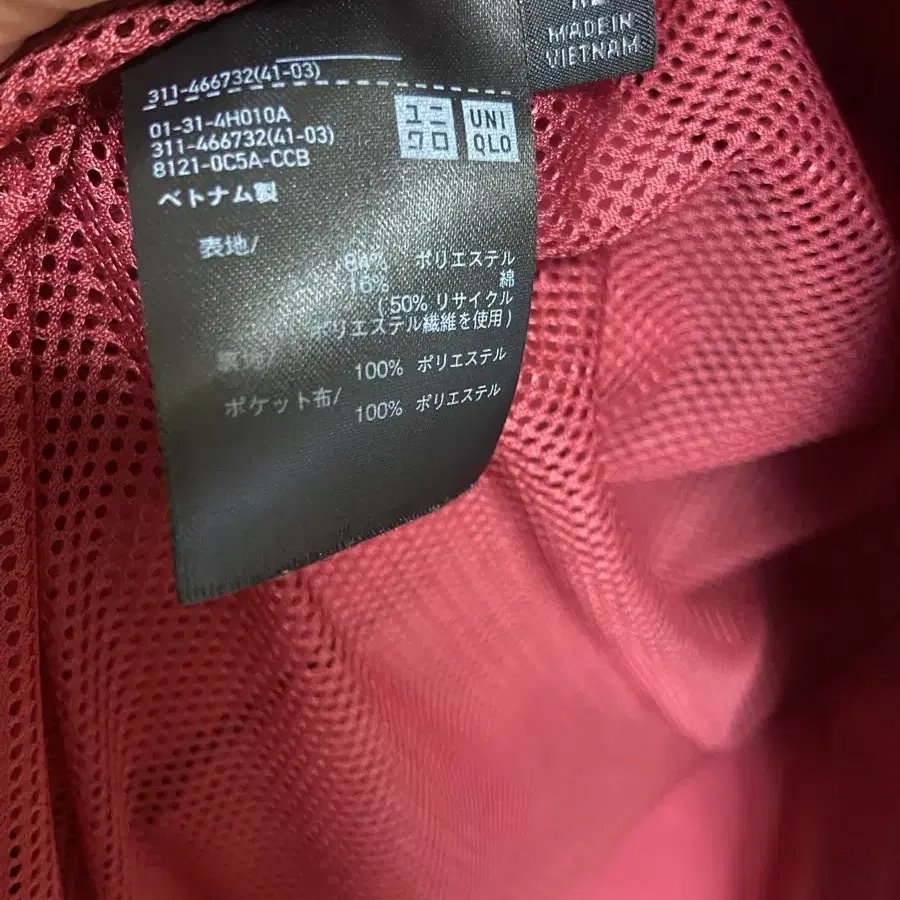 MADE IN
VIETNAM
311-466732(41-03)
01-31-4H010A
311-466732(41-03)
8121-0C5A-CCB
ユニ
クロ
UNI
QLO
ベトナム製
表地/
ポリエステル
16% 綿
(50% リサイクル
ポリエステル繊維を使用)
100% ポリエステル
ポケット布/
100% ポリエステル